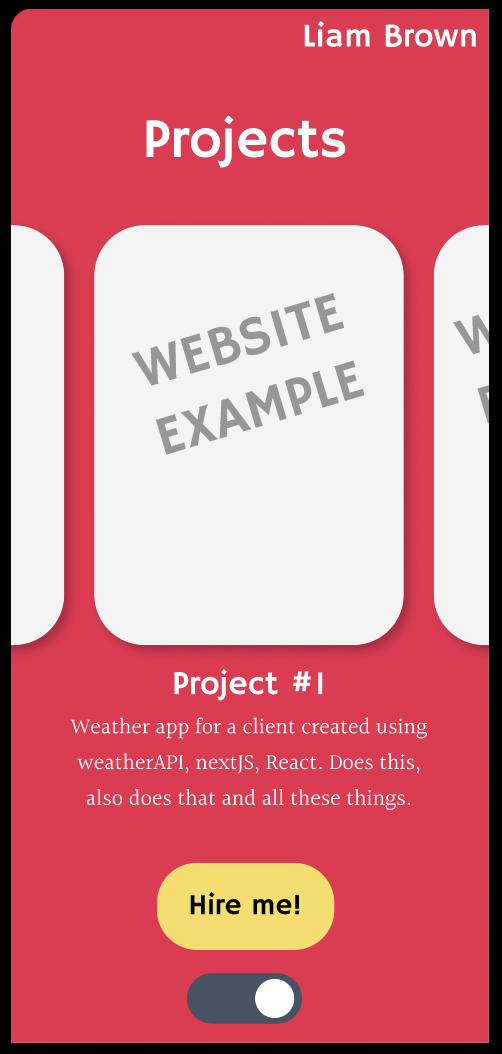 Liam Brown
Projects
WEBSITE
EXAMPLE
Project #1
Weather app for a client created using
weatherAPI, nextJS, React. Does this,
also does that and all these things.
Hire me!